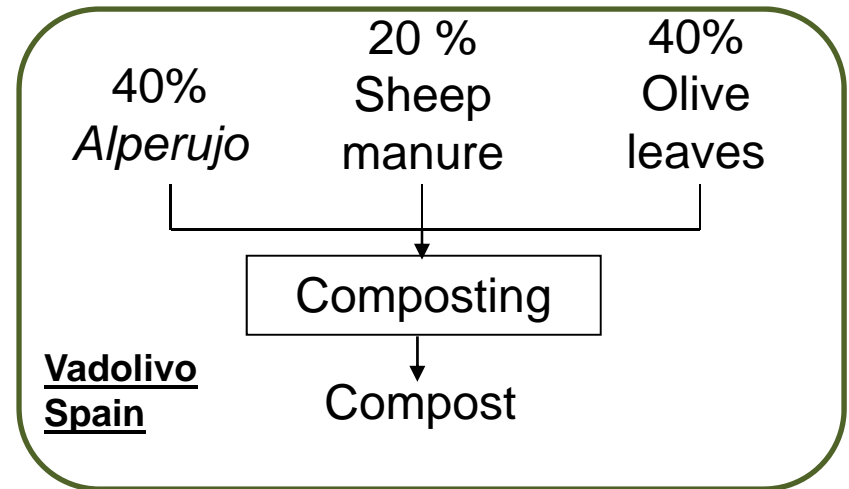 40%
Alperujo
20 %
Sheep
manure
40%
Olive
leaves
Composting
Vadolivo
Spain
Compost